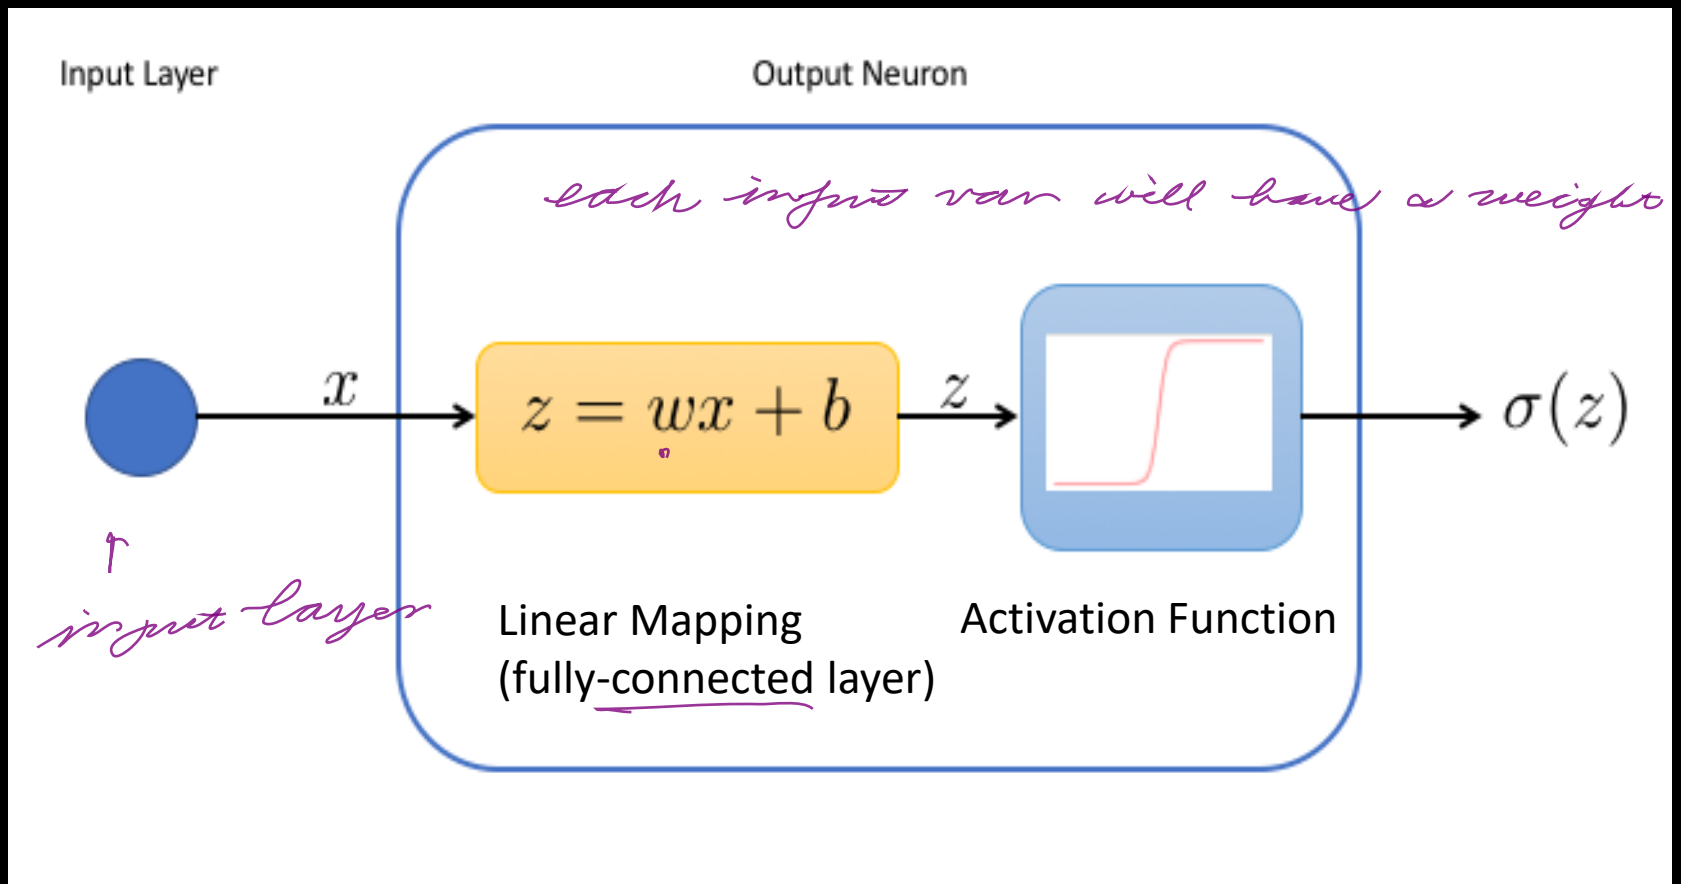 Input Layer
Output Neuron
each input var will have a weight
x
z = wx + b
z
σ(z)
input layer
Linear Mapping
(fully-connected layer)
Activation Function